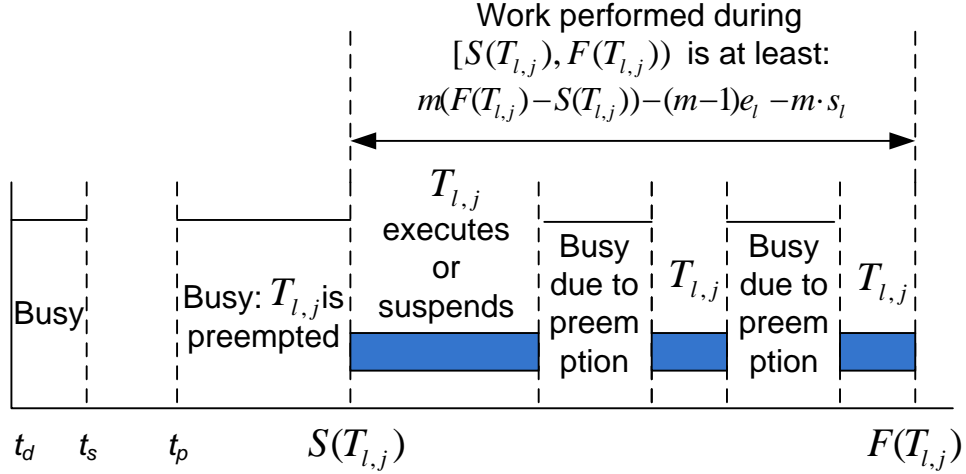 Work performed during
[S(T_{l,j}), F(T_{l,j})) is at least:
m(F(T_{l,j})−S(T_{l,j}))−(m−1)e_l −m·s_l
T_{l,j}
executes
or
suspends
Busy
due to
preem
ption
T_{l,j}
Busy
due to
preem
ption
T_{l,j}
Busy
Busy: T_{l,j} is
preempted
t_d t_s t_p S(T_{l,j}) F(T_{l,j})